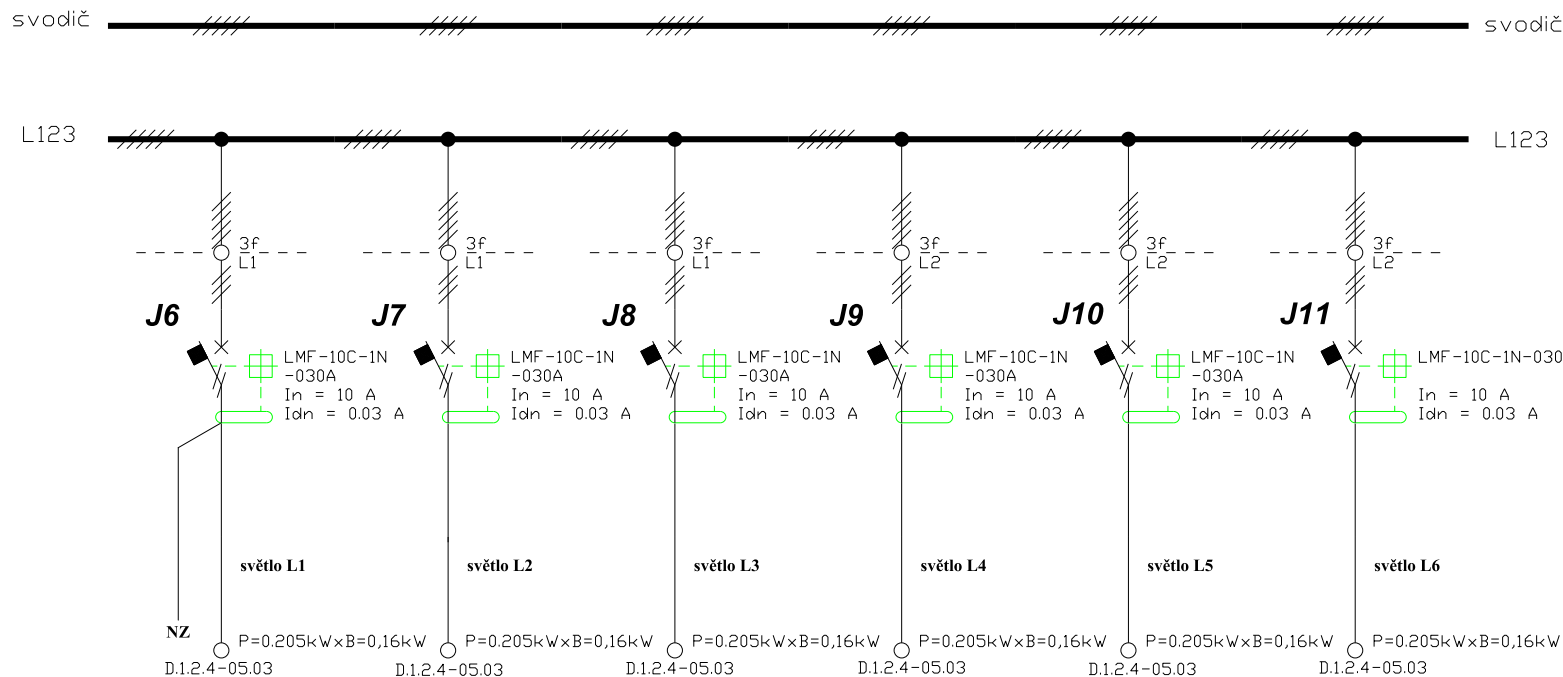 svodič svodič
L123 L123
3f 3f 3f 3f 3f 3f
L1 L1 L1 L2 L2 L2
J6 J7 J8 J9 J10 J11
LMF-10C-1N LMF-10C-1N LMF-10C-1N LMF-10C-1N LMF-10C-1N LMF-10C-1N-030
-030A -030A -030A -030A -030A
In = 10 A In = 10 A In = 10 A In = 10 A In = 10 A In = 10 A
Idn = 0.03 A Idn = 0.03 A Idn = 0.03 A Idn = 0.03 A Idn = 0.03 A Idn = 0.03 A
světlo L1 světlo L2 světlo L3 světlo L4 světlo L5 světlo L6
NZ
P=0.205kWxB=0,16kW P=0.205kWxB=0,16kW P=0.205kWxB=0,16kW P=0.205kWxB=0,16kW P=0.205kWxB=0,16kW P=0.205kWxB=0,16kW
D.1.2.4-05.03 D.1.2.4-05.03 D.1.2.4-05.03 D.1.2.4-05.03 D.1.2.4-05.03 D.1.2.4-05.03